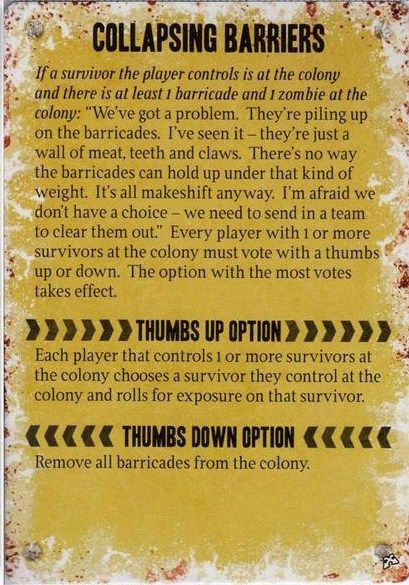 COLLAPSING BARRIERS
If a survivor the player controls is at the colony
and there is at least 1 barricade and 1 zombie at the
colony: “We’ve got a problem.  They’re piling up
on the barricades.  I’ve seen it – they’re just a
wall of meat, teeth and claws.  There’s no way
the barricades can hold up under that kind of
weight.  It’s all makeshift anyway.  I’m afraid we
don’t have a choice – we need to send in a team
to clear them out.”  Every player with 1 or more
survivors at the colony must vote with a thumbs
up or down.  The option with the most votes
takes effect.
THUMBS UP OPTION
Each player that controls 1 or more survivors at
the colony chooses a survivor they control at the
colony and rolls for exposure on that survivor.
THUMBS DOWN OPTION
Remove all barricades from the colony.